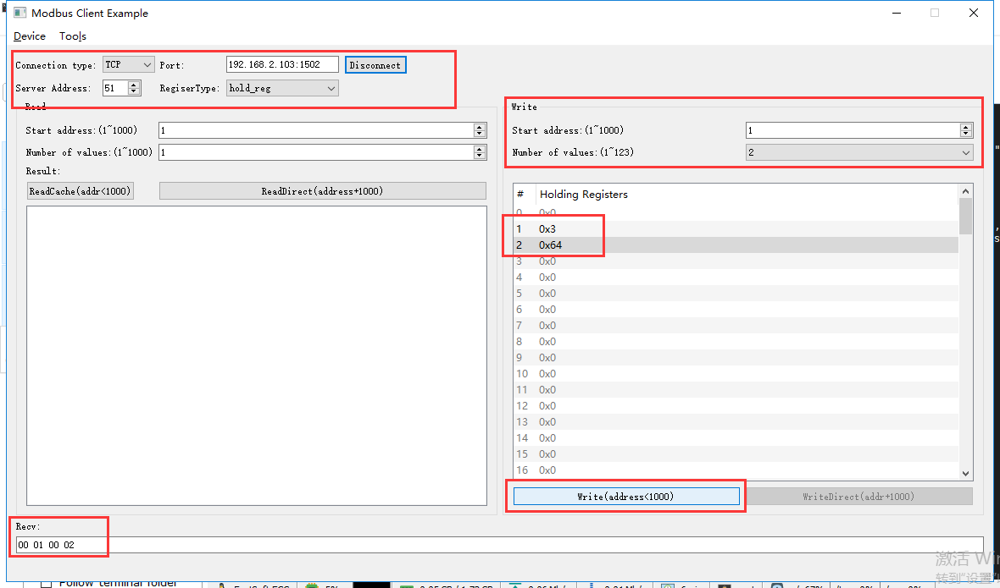 Modbus Client Example
Device Tools
Connection type: TCP Port: 192.168.2.103:1502 Disconnect
Server Address: 51 RegiserType: hold_reg
Read
Start address:(1~1000) 1
Number of values:(1~1000) 1
Result:
ReadCache(addr<1000) ReadDirect(address+1000)
Write
Start address:(1~1000) 1
Number of values:(1~123) 2
# Holding Registers
0 0x0
1 0x3
2 0x64
3 0x0
4 0x0
5 0x0
6 0x0
7 0x0
8 0x0
9 0x0
10 0x0
11 0x0
12 0x0
13 0x0
14 0x0
15 0x0
16 0x0
Write(address<1000) WriteDirect(addr+1000)
Recv:
00 01 00 02
激活 Win
转到"设置"
Follow terminal folder